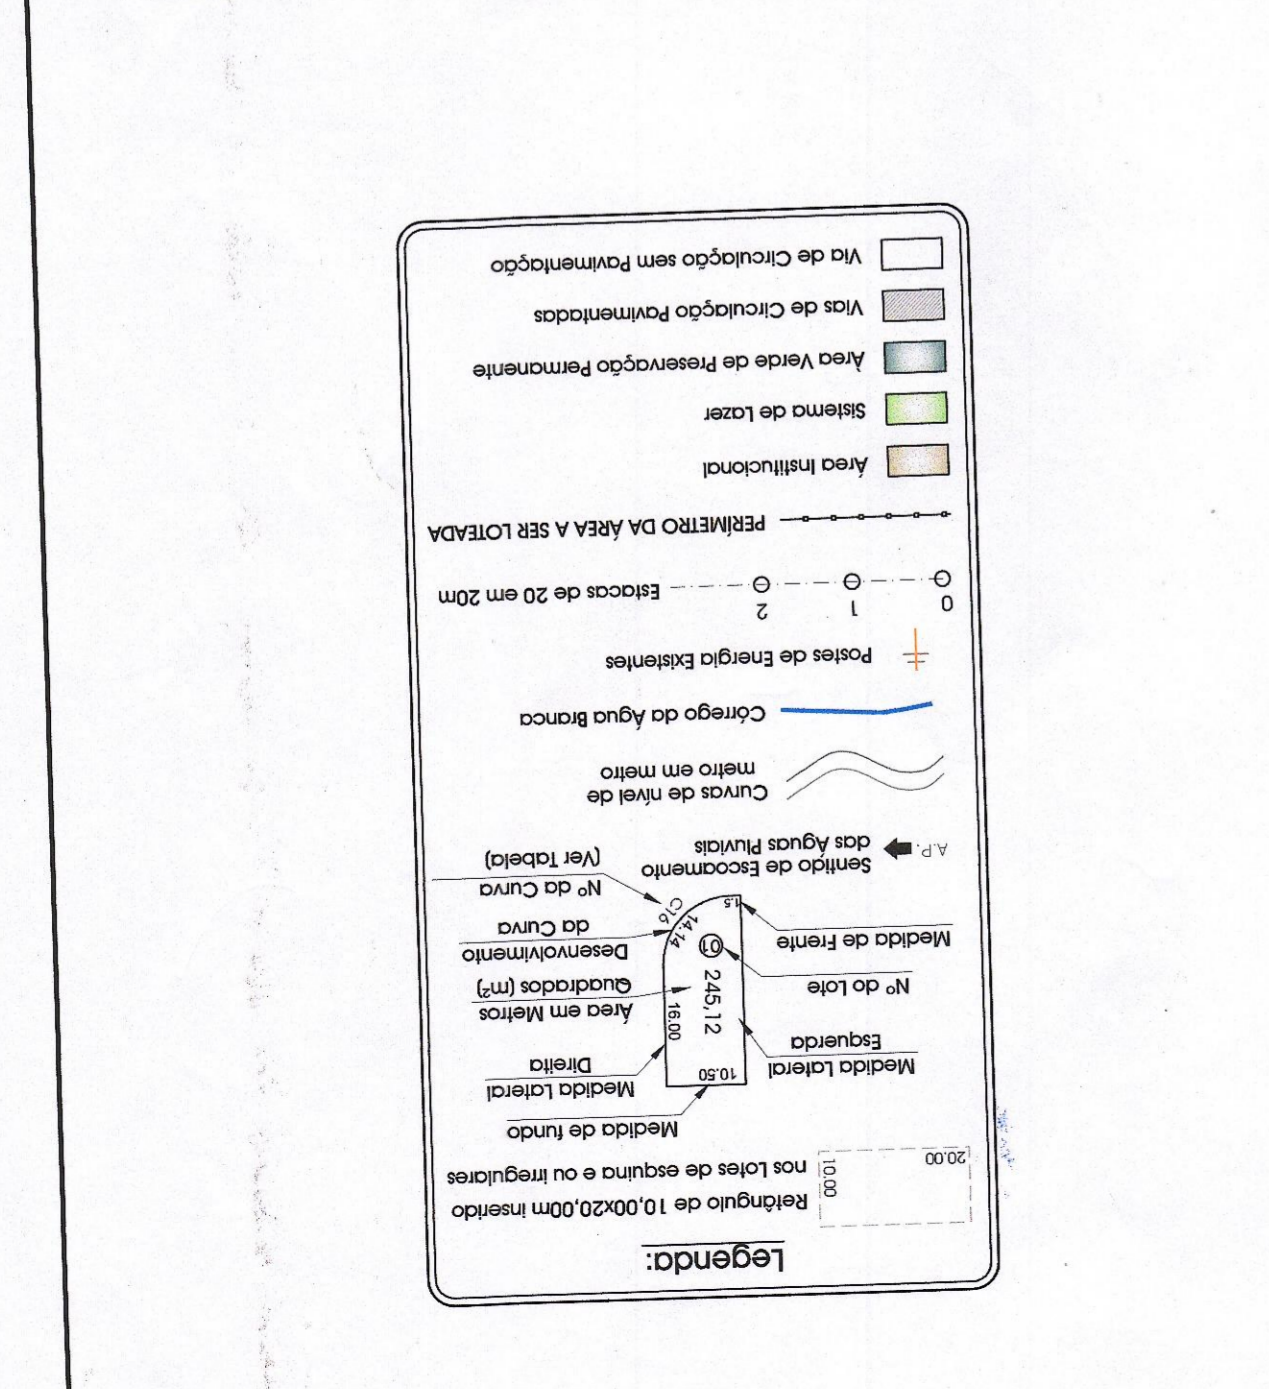 Legenda:
20.00
10.00
Retângulo de 10,00x20,00m inserido
nos Lotes de esquina e ou irregulares
Medida de fundo
Medida Lateral
Esquerda
10.50
Medida Lateral
Direita
16.00
245,12
Área em Metros
Quadrados (m²)
Nº do Lote
01
Desenvolvimento
da Curva
14.14
Medida de Frente
1.5
C16
Nº da Curva
(Ver Tabela)
A.P.
Sentido de Escoamento
das Águas Pluviais
Curvas de nível de
metro em metro
Córrego da Água Branca
Postes de Energia Existentes
0 1 2
Estacas de 20 em 20m
PERÍMETRO DA ÁREA A SER LOTEADA
Área Institucional
Sistema de Lazer
Área Verde de Preservação Permanente
Vias de Circulação Pavimentadas
Via de Circulação sem Pavimentação